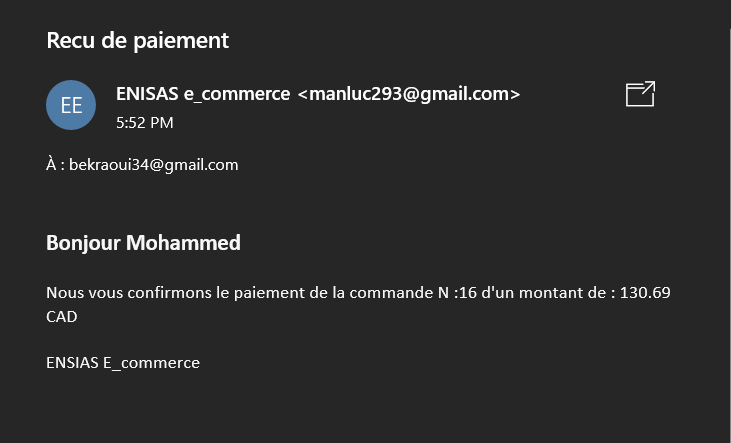 Recu de paiement
EE
ENISAS e_commerce <manluc293@gmail.com>
5:52 PM
À : bekraoui34@gmail.com
Bonjour Mohammed
Nous vous confirmons le paiement de la commande N :16 d'un montant de : 130.69
CAD
ENSIAS E_commerce